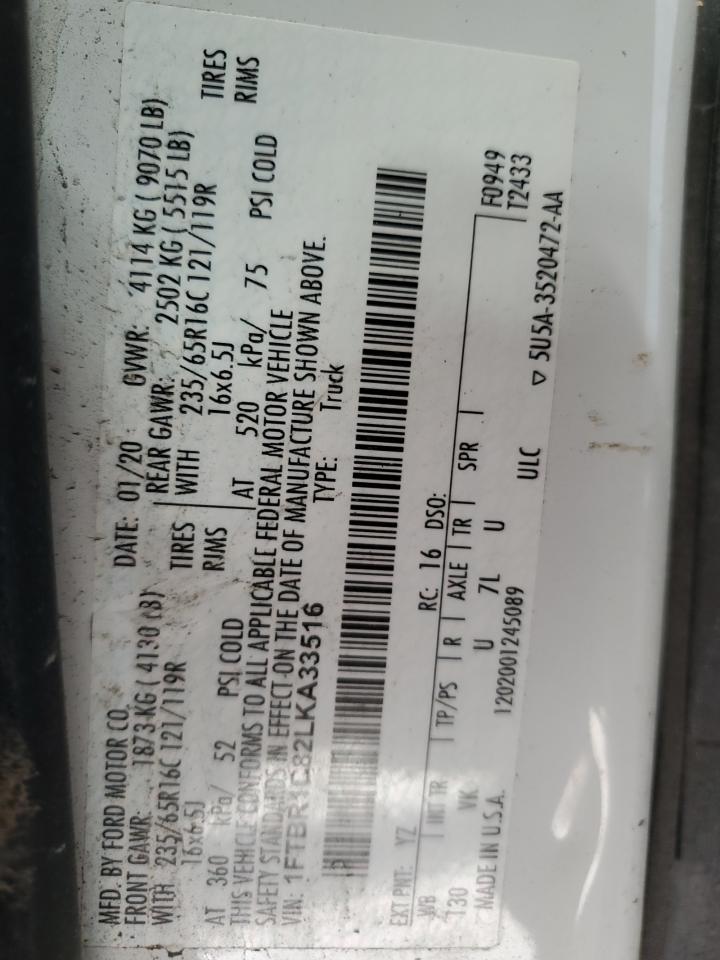 MFD. BY FORD MOTOR CO. DATE: 01/20 GVWR: 4114 KG ( 9070 LB)
FRONT GAWR: 1873 KG ( 4130 LB) REAR GAWR: 2502 KG ( 5515 LB)
WITH 235/65R16C 121/119R TIRES WITH 235/65R16C 121/119R TIRES
16x6.5J RIMS 16x6.5J RIMS
AT 360 kPa/ 52 PSI COLD AT 520 kPa/ 75 PSI COLD
THIS VEHICLE CONFORMS TO ALL APPLICABLE FEDERAL MOTOR VEHICLE
SAFETY STANDARDS IN EFFECT ON THE DATE OF MANUFACTURE SHOWN ABOVE.
VIN: 1FTBR1C82LKA33516 TYPE: Truck
EXT PNT: YZ RC: 16 DSO: F0949
WB INT TR TP/PS R AXLE TR SPR T2433
130 VK U 7L U
MADE IN U.S.A. 1202001245089 ULC ▽ 5U5A-3520472-AA